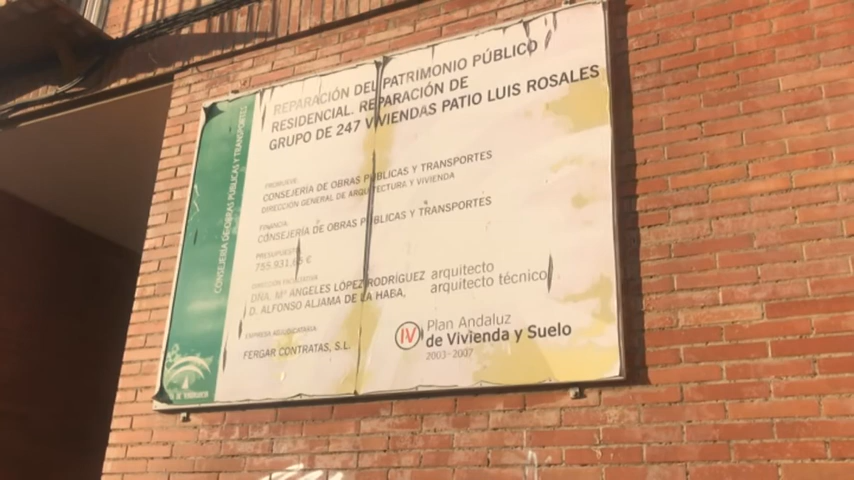 CONSEJERÍA DE OBRAS PÚBLICAS Y TRANSPORTES
REPARACIÓN DEL PATRIMONIO PÚBLICO
RESIDENCIAL. REPARACIÓN DE
GRUPO DE 247 VIVIENDAS PATIO LUIS ROSALES
PROMUEVE:
CONSEJERÍA DE OBRAS PÚBLICAS Y TRANSPORTES
DIRECCIÓN GENERAL DE ARQUITECTURA Y VIVIENDA
FINANCIA:
CONSEJERÍA DE OBRAS PÚBLICAS Y TRANSPORTES
PRESUPUESTO:
755.931, €
DIRECCIÓN FACULTATIVA:
DÑA. Mª ANGELES LÓPEZ RODRÍGUEZ arquitecto
D. ALFONSO ALJAMA DE LA HABA, arquitecto técnico
EMPRESA ADJUDICATARIA:
FERGAR CONTRATAS, S.L.
IV Plan Andaluz
de Vivienda y Suelo
2003-2007